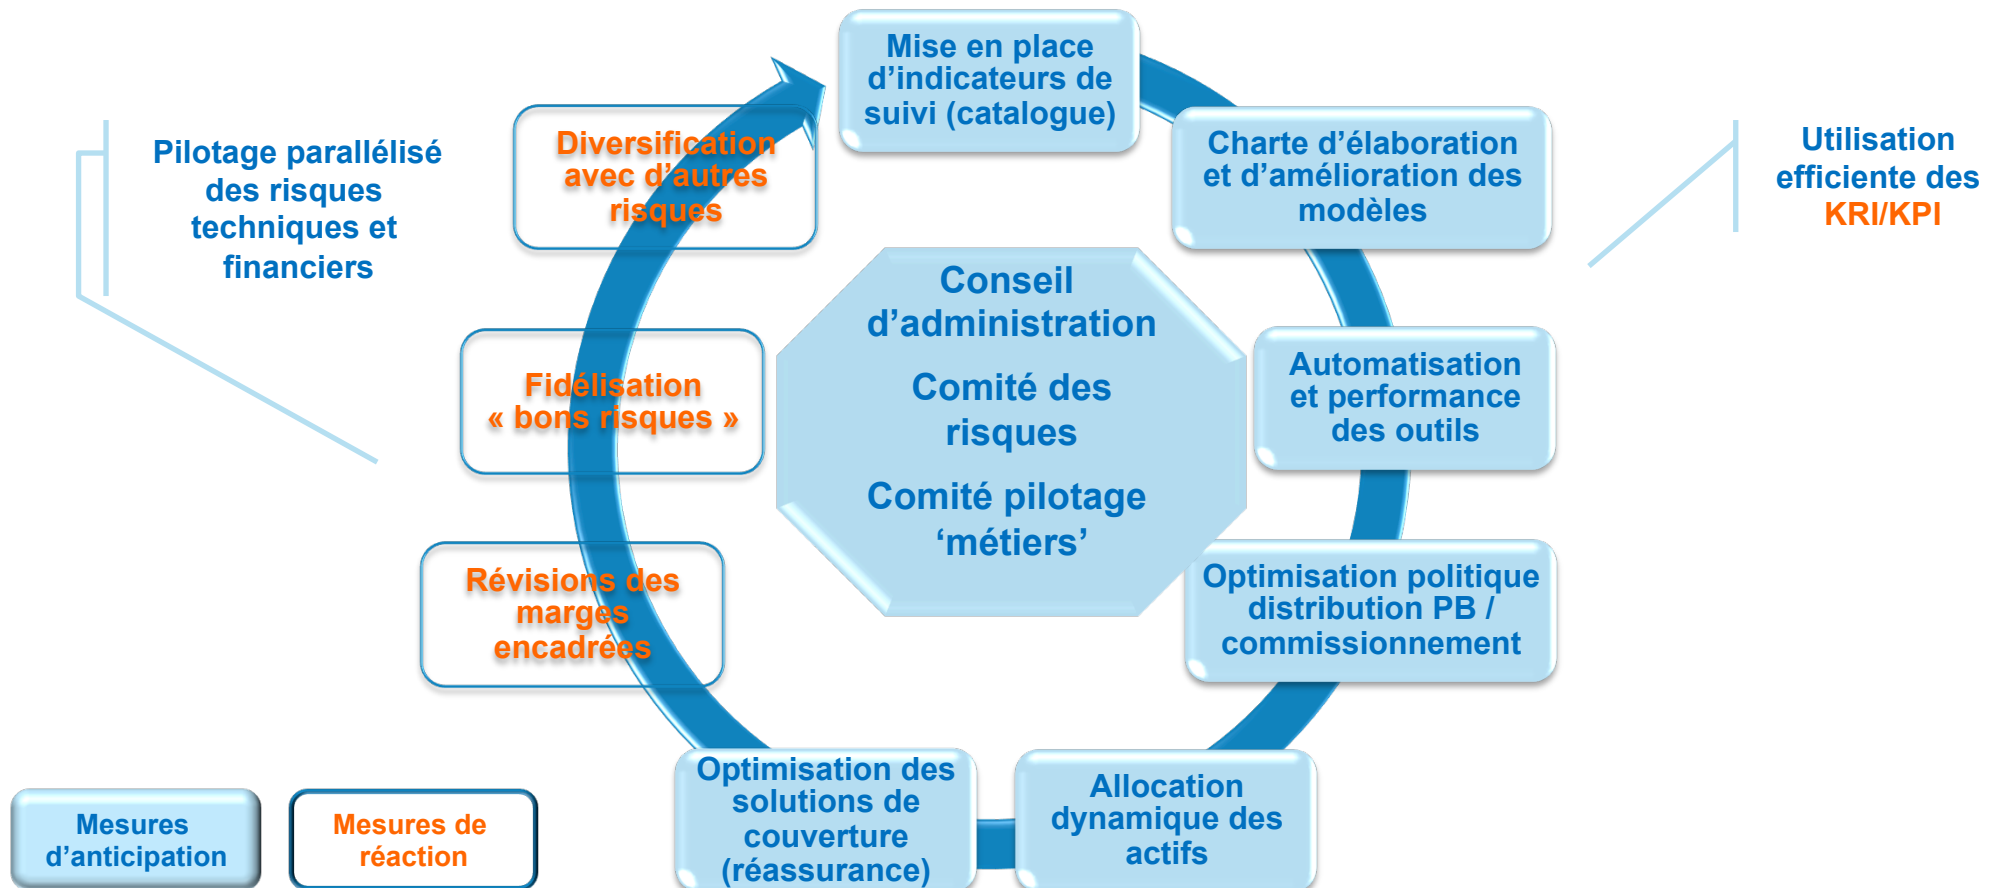 Mise en place
d’indicateurs de
suivi (catalogue)
Charte d’élaboration
et d’amélioration des
modèles
Automatisation
et performance
des outils
Optimisation politique
distribution PB /
commissionnement
Allocation
dynamique des
actifs
Optimisation des
solutions de
couverture
(réassurance)
Révisions des
marges
encadrées
Fidélisation
« bons risques »
Diversification
avec d’autres
risques
Conseil
d’administration
Comité des
risques
Comité pilotage
‘métiers’
Pilotage parallélisé
des risques
techniques et
financiers
Utilisation
efficiente des
KRI/KPI
Mesures
d’anticipation
Mesures de
réaction